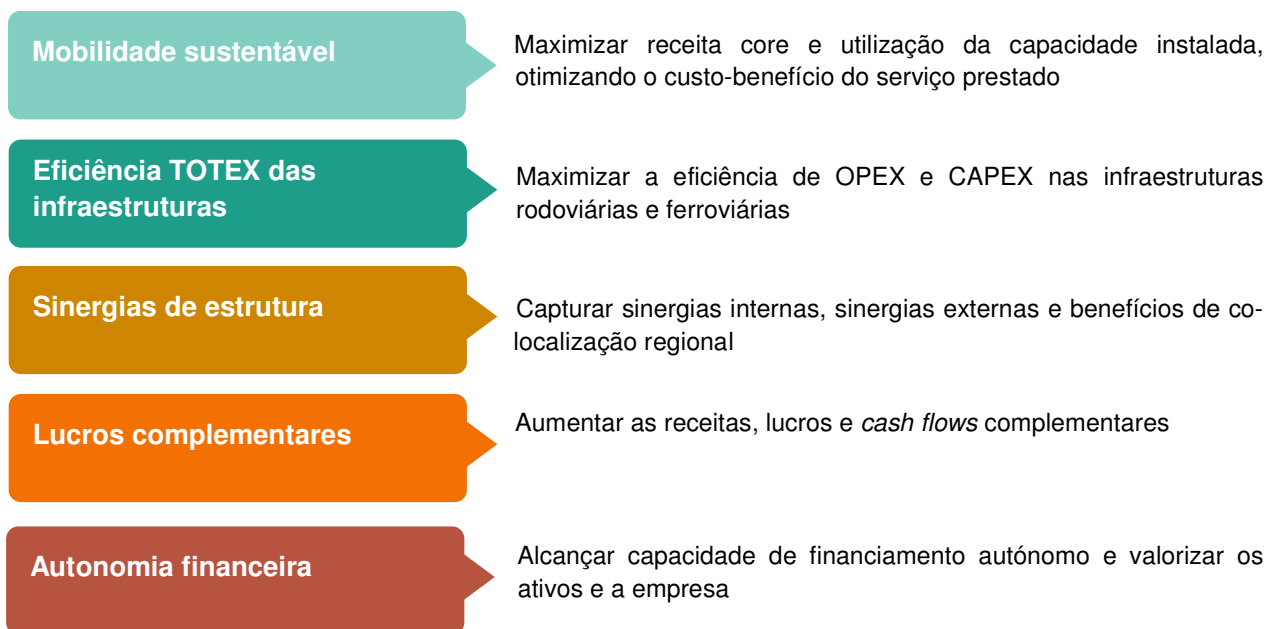 Mobilidade sustentável
Maximizar receita core e utilização da capacidade instalada,
otimizando o custo-benefício do serviço prestado
Eficiência TOTEX das
infraestruturas
Maximizar a eficiência de OPEX e CAPEX nas infraestruturas
rodoviárias e ferroviárias
Sinergias de estrutura
Capturar sinergias internas, sinergias externas e benefícios de co-
localização regional
Lucros complementares
Aumentar as receitas, lucros e cash flows complementares
Autonomia financeira
Alcançar capacidade de financiamento autónomo e valorizar os
ativos e a empresa